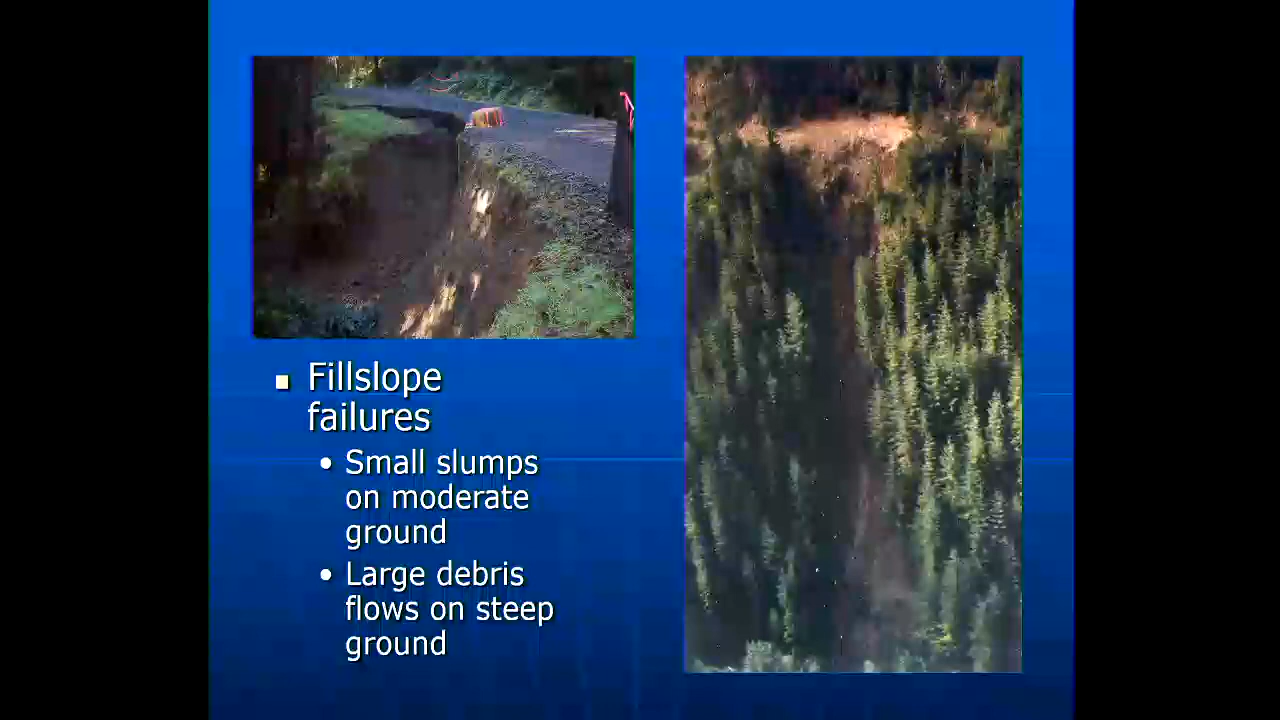 Fillslope
failures
Small slumps
on moderate
ground
Large debris
flows on steep
ground